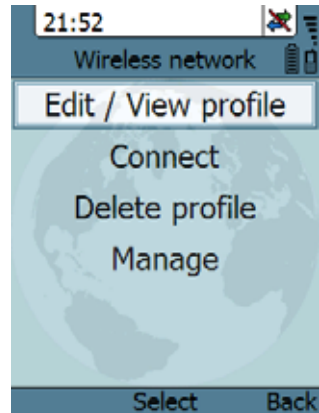 21:52
Wireless network
Edit / View profile
Connect
Delete profile
Manage
Select Back